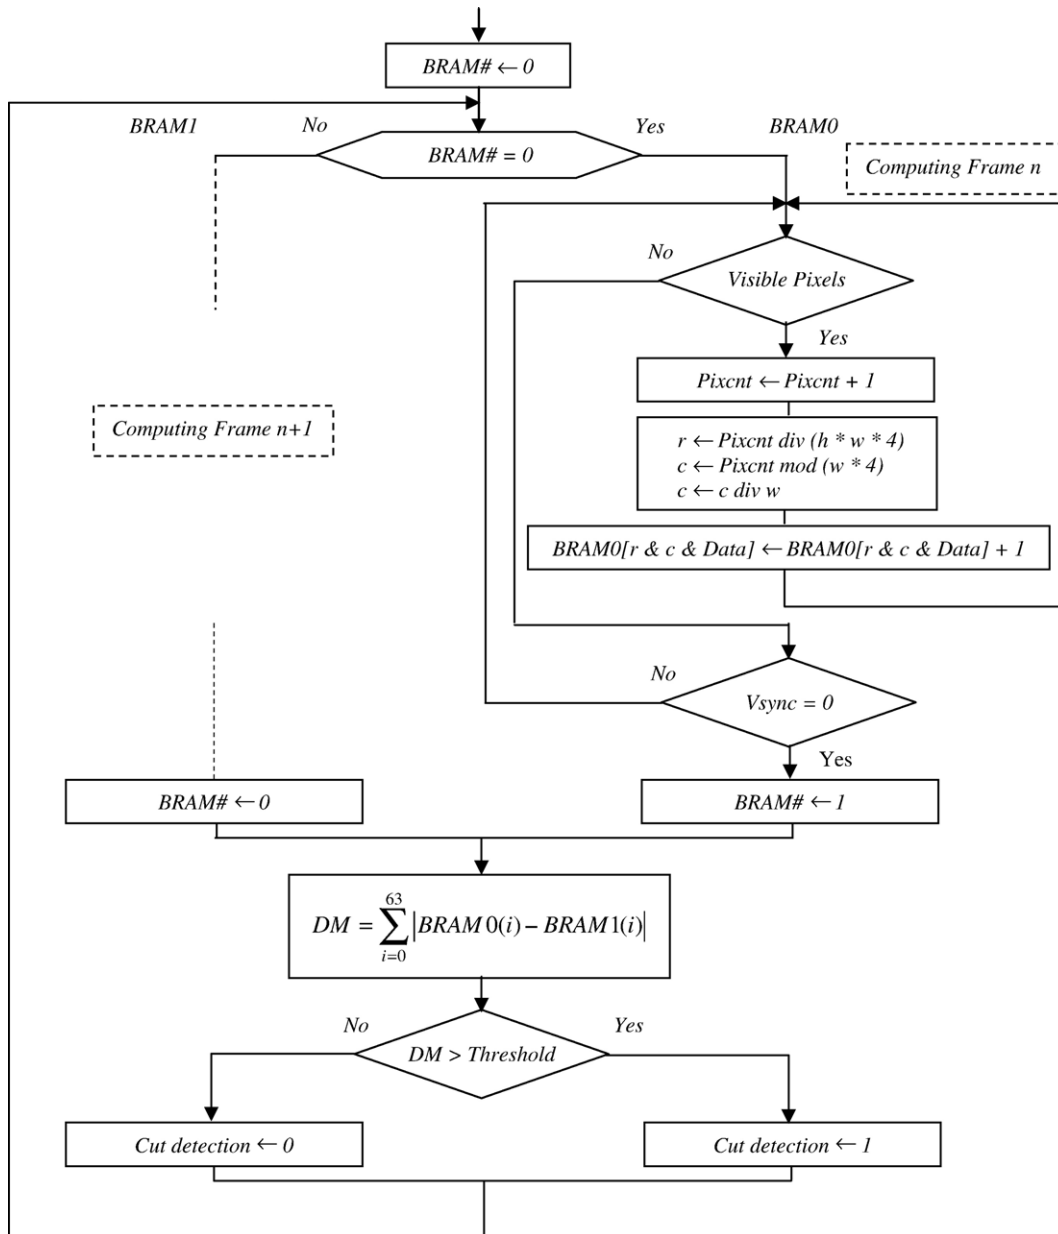 BRAM# ← 0
BRAM1
No
Yes
BRAM0
BRAM# = 0
Computing Frame n
No
Visible Pixels
Yes
Pixcnt ← Pixcnt + 1
Computing Frame n+1
r ← Pixcnt div (h * w * 4)
c ← Pixcnt mod (w * 4)
c ← c div w
BRAM0[r & c & Data] ← BRAM0[r & c & Data] + 1
No
Vsync = 0
Yes
BRAM# ← 0
BRAM# ← 1
DM = ∑_{i=0}^{63} |BRAM0(i) − BRAM1(i)|
No
Yes
DM > Threshold
Cut detection ← 0
Cut detection ← 1